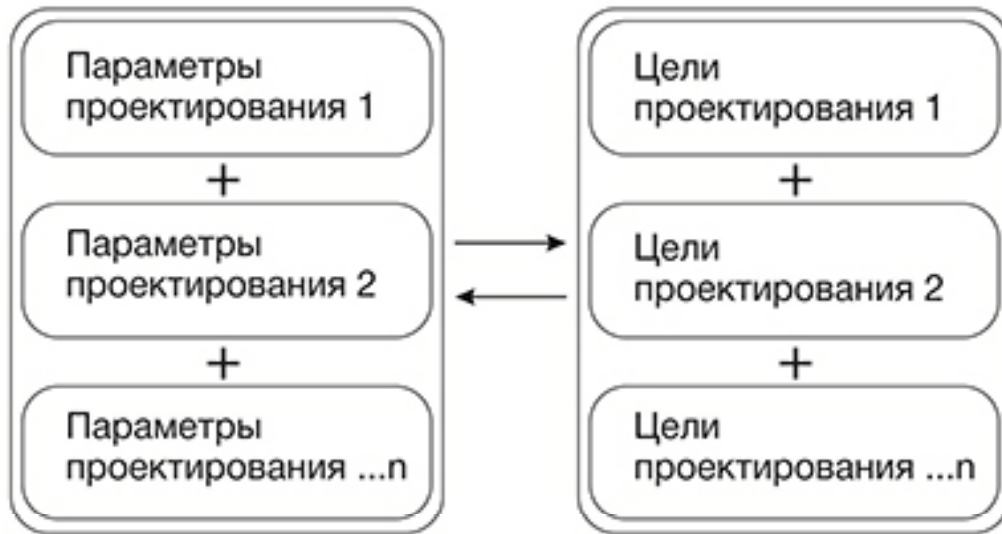 Параметры
проектирования 1
+
Параметры
проектирования 2
+
Параметры
проектирования ...n
Цели
проектирования 1
+
Цели
проектирования 2
+
Цели
проектирования ...n